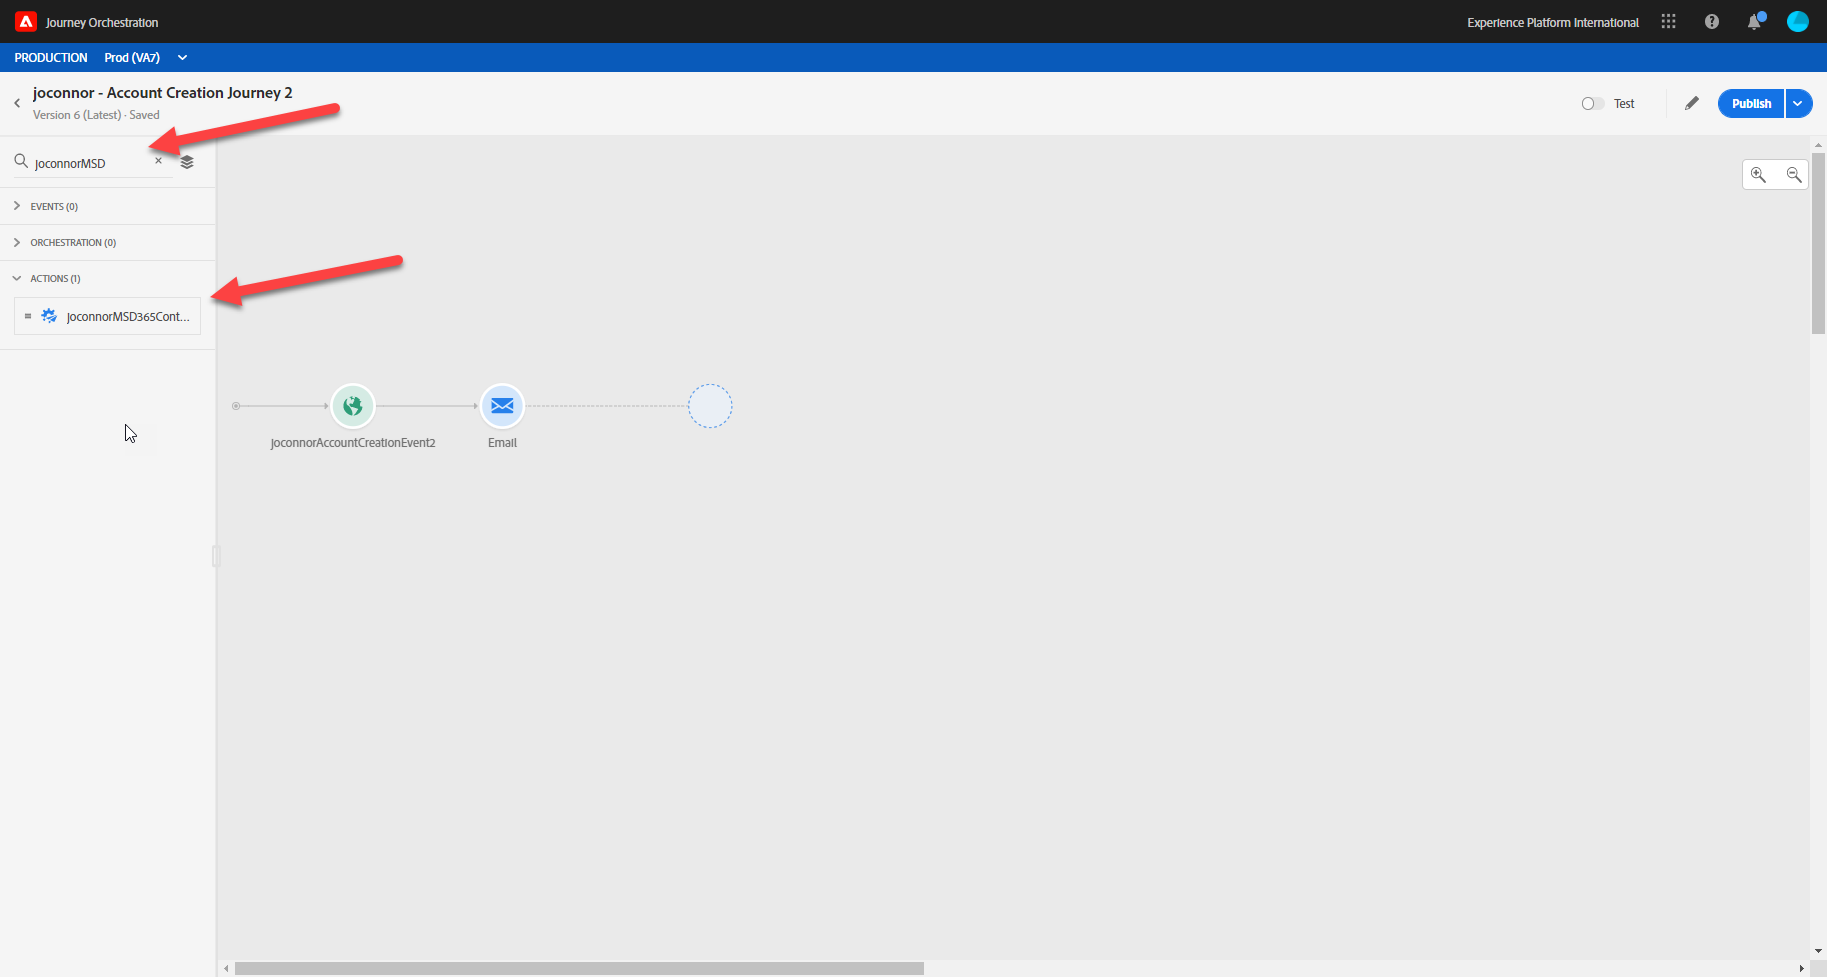 Journey Orchestration
Experience Platform International
PRODUCTION Prod (VA7)
joconnor - Account Creation Journey 2
Version 6 (Latest) · Saved
Test
Publish
joconnorMSD
EVENTS (0)
ORCHESTRATION (0)
ACTIONS (1)
joconnorMSD365Cont...
joconnorAccountCreationEvent2
Email